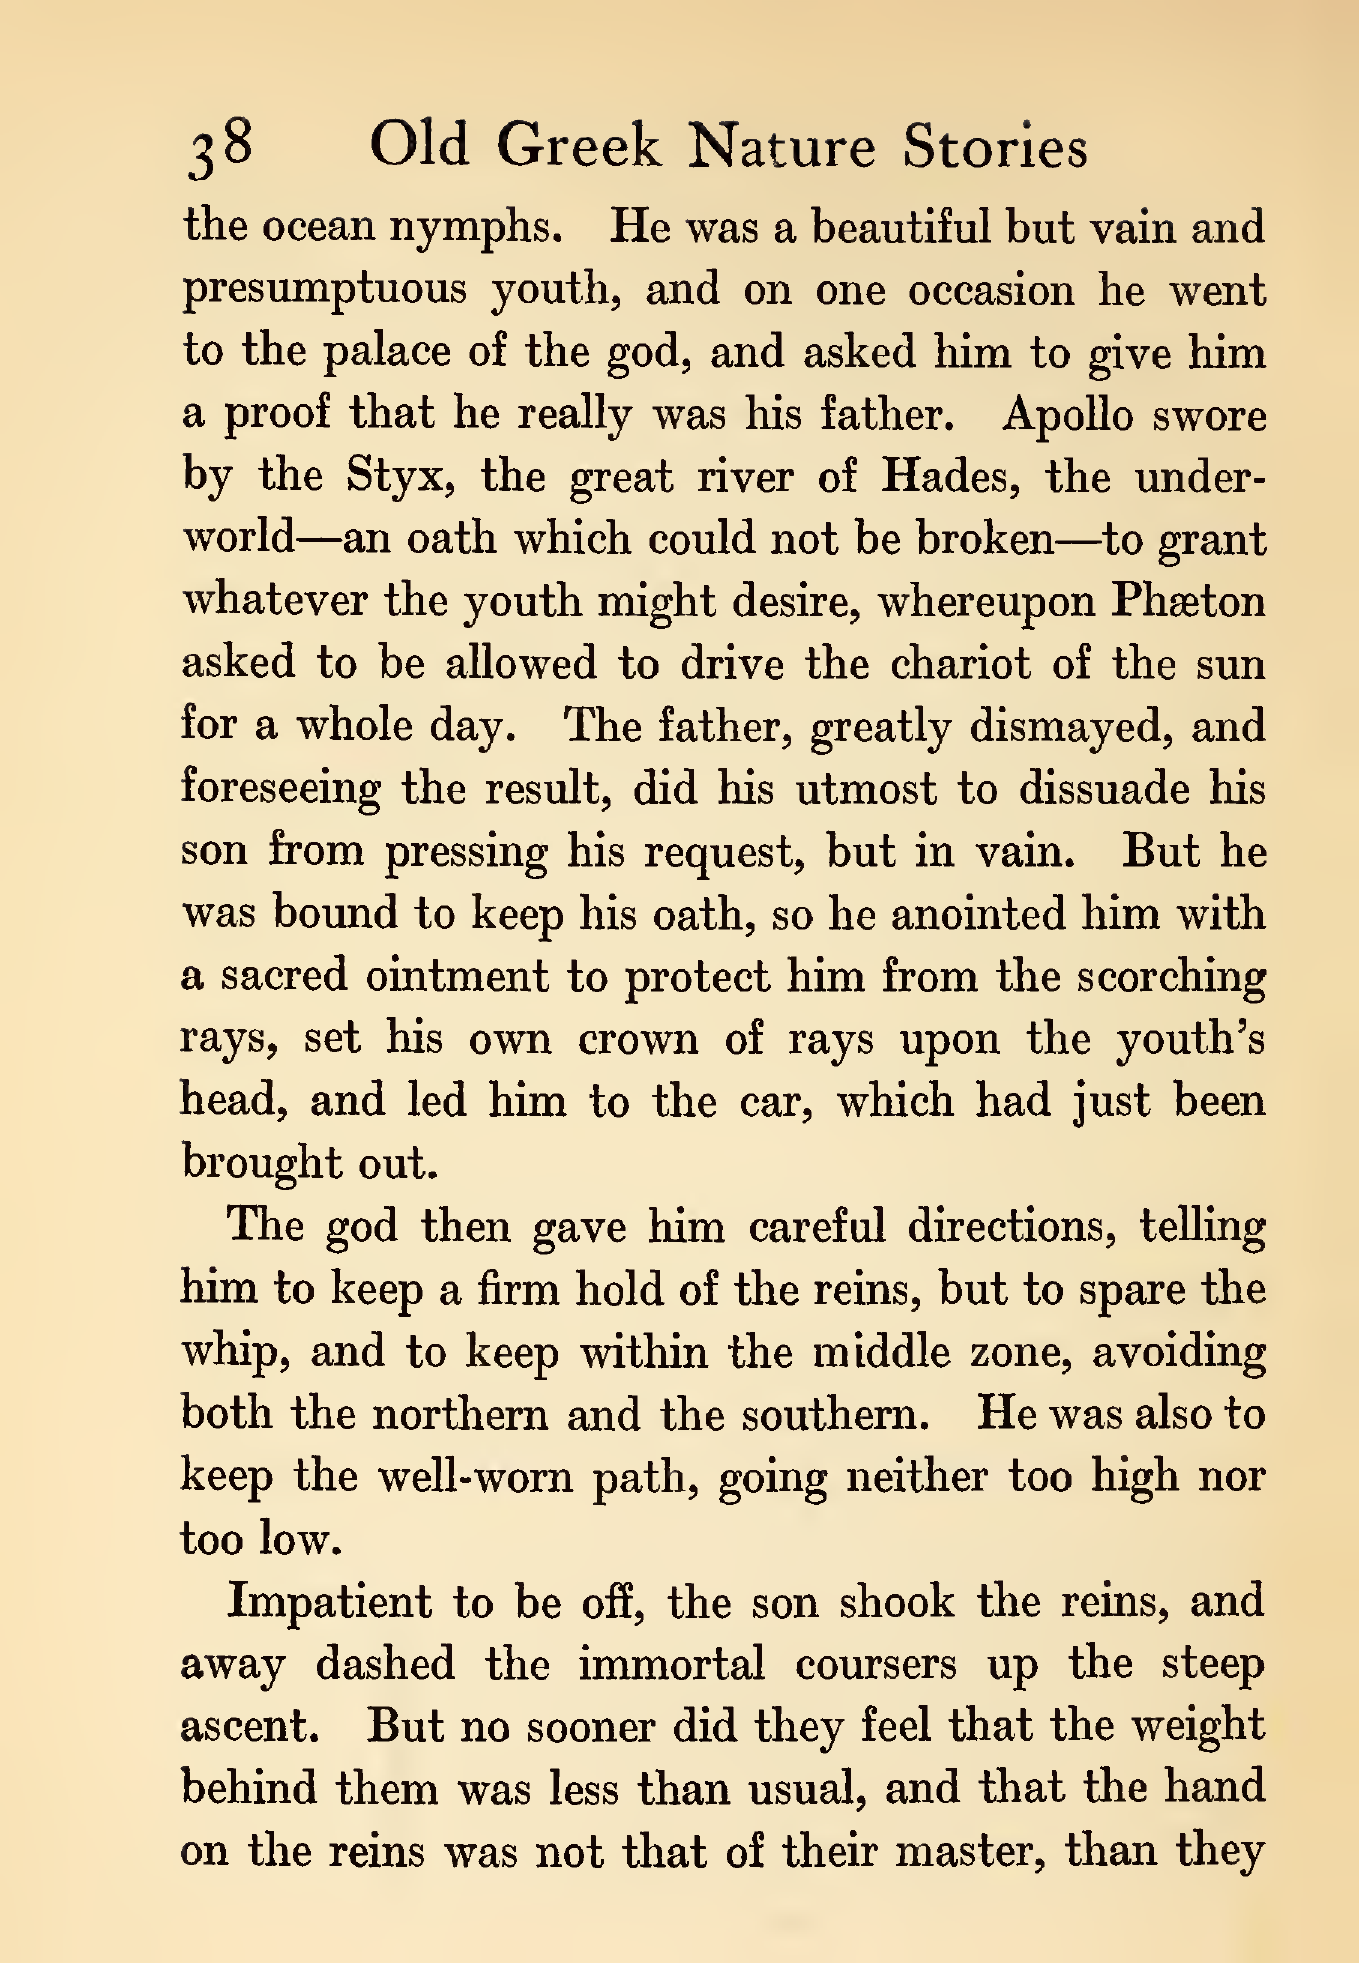 38 Old Greek Nature Stories
the ocean nymphs. He was a beautiful but vain and
presumptuous youth, and on one occasion he went
to the palace of the god, and asked him to give him
a proof that he really was his father. Apollo swore
by the Styx, the great river of Hades, the under-
world—an oath which could not be broken—to grant
whatever the youth might desire, whereupon Phæton
asked to be allowed to drive the chariot of the sun
for a whole day. The father, greatly dismayed, and
foreseeing the result, did his utmost to dissuade his
son from pressing his request, but in vain. But he
was bound to keep his oath, so he anointed him with
a sacred ointment to protect him from the scorching
rays, set his own crown of rays upon the youth's
head, and led him to the car, which had just been
brought out.
The god then gave him careful directions, telling
him to keep a firm hold of the reins, but to spare the
whip, and to keep within the middle zone, avoiding
both the northern and the southern. He was also to
keep the well-worn path, going neither too high nor
too low.
Impatient to be off, the son shook the reins, and
away dashed the immortal coursers up the steep
ascent. But no sooner did they feel that the weight
behind them was less than usual, and that the hand
on the reins was not that of their master, than they